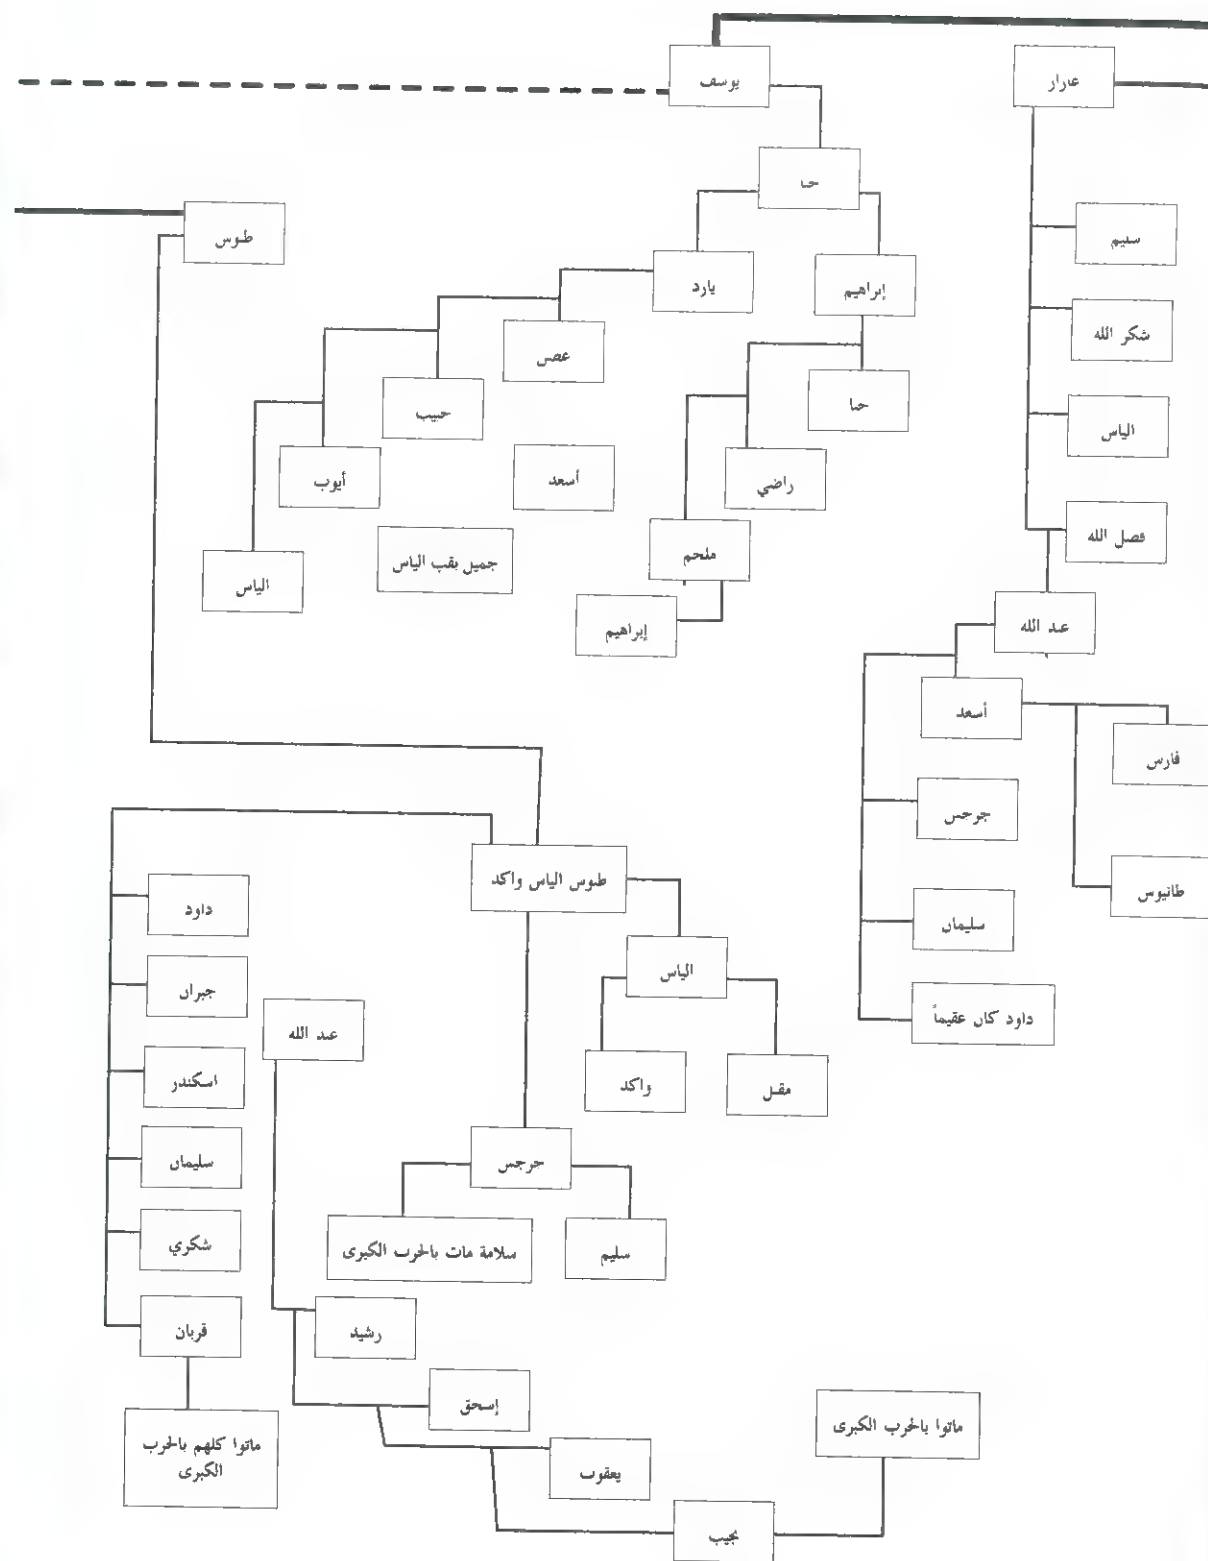 يوسف
عازار
حنا
سليم
طنوس
يارد
إبراهيم
شكر الله
حنا
حبيب
الياس
أيوب
أسعد
راضي
فضل الله
جميل بقب الياس
ملحم
الياس
إبراهيم
عبد الله
أسعد
فارس
جرجس
طانيوس
طنوس الياس واكد
داود
سليمان
الياس
جبران
داود كان عقيماً
عبد الله
واكد
مقبل
اسكندر
جرجس
سليمان
سلامة مات بالحرب الكبرى
سليم
شكري
قربان
رشيد
إسحق
ماتوا بالحرب الكبرى
ماتوا كلهم بالحرب
الكبرى
يعقوب
نجيب